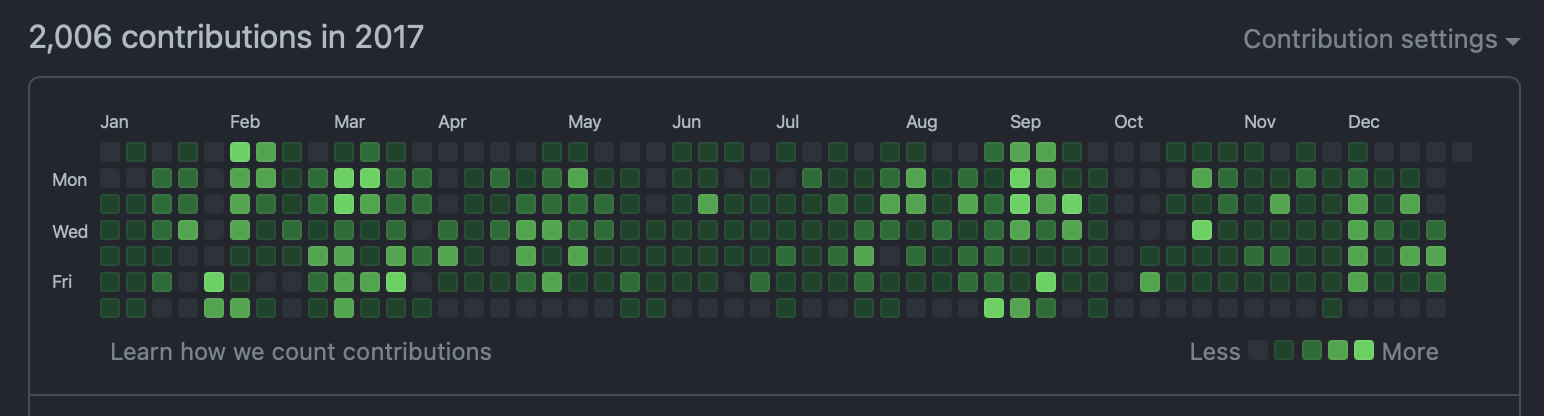 2,006 contributions in 2017
Contribution settings
Jan Feb Mar Apr May Jun Jul Aug Sep Oct Nov Dec
Mon
Wed
Fri
Learn how we count contributions
Less More